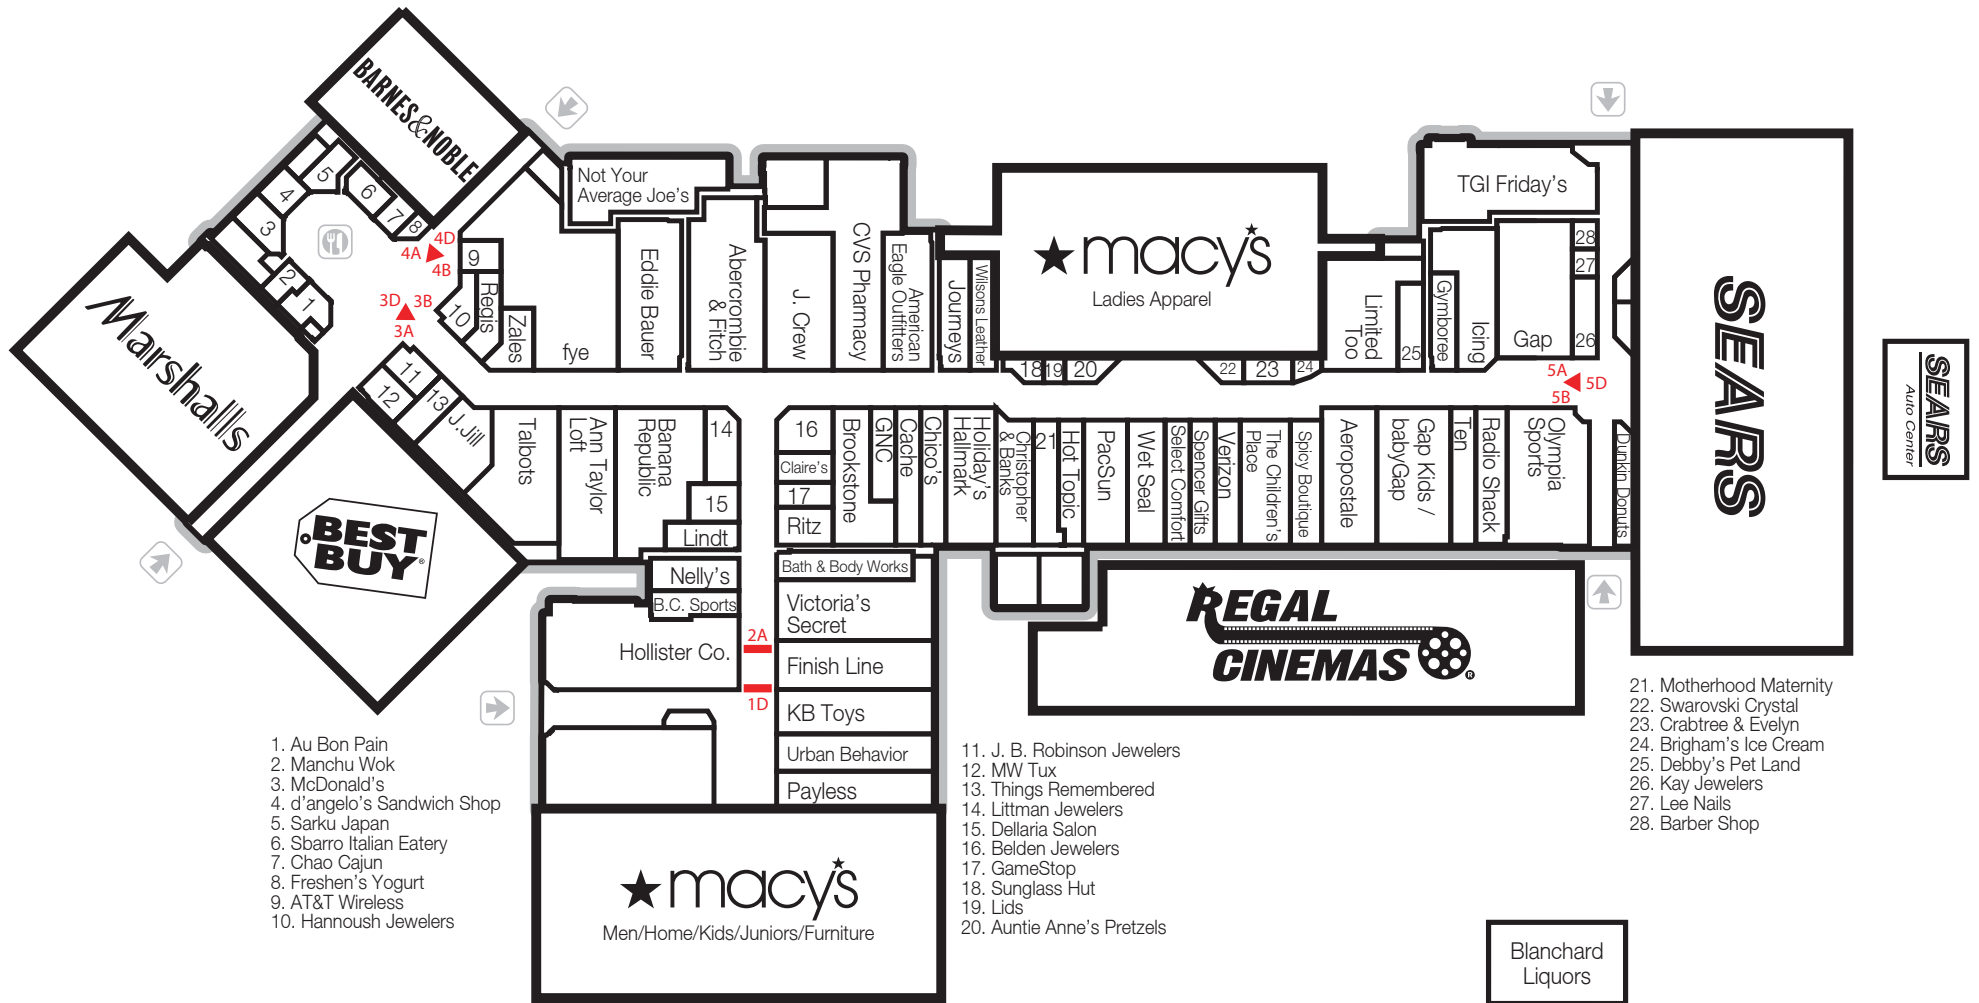 BARNES&NOBLE
Marshalls
BEST
BUY
®
5
4
6
3
7
8
2
1
4D
4A
4B
3D
3B
3A
9
10
Regis
Zales
fye
Not Your
Average Joe's
Eddie Bauer
Abercrombie
& Fitch
J. Crew
CVS Pharmacy
American
Eagle Outfitters
Journeys
Wilsons Leather
macy's
Ladies Apparel
18
19
20
22
23
24
Limited
Too
25
TGI Friday's
Gymboree
Icing
Gap
28
27
26
5A
5D
5B
SEARS
SEARS
Auto Center
11
12
13
J.Jill
Talbots
Ann Taylor
Loft
Banana
Republic
14
15
Lindt
Nelly's
B.C. Sports
Hollister Co.
16
Claire's
17
Ritz
Brookstone
GNC
Cache
Chico's
Holiday's
Hallmark
Christopher
& Banks
21
Hot Topic
PacSun
Wet Seal
Select Comfort
Spencer Gifts
Verizon
The Children's
Place
Spicy Boutique
Aeropostale
Gap Kids /
babyGap
Ten
Radio Shack
Olympia
Sports
Dunkin Donuts
Bath & Body Works
Victoria's
Secret
2A
Finish Line
1D
KB Toys
Urban Behavior
Payless
REGAL
CINEMAS
®
macy's
Men/Home/Kids/Juniors/Furniture
1. Au Bon Pain
2. Manchu Wok
3. McDonald's
4. d'angelo's Sandwich Shop
5. Sarku Japan
6. Sbarro Italian Eatery
7. Chao Cajun
8. Freshen's Yogurt
9. AT&T Wireless
10. Hannoush Jewelers
11. J. B. Robinson Jewelers
12. MW Tux
13. Things Remembered
14. Littman Jewelers
15. Dellaria Salon
16. Belden Jewelers
17. GameStop
18. Sunglass Hut
19. Lids
20. Auntie Anne's Pretzels
21. Motherhood Maternity
22. Swarovski Crystal
23. Crabtree & Evelyn
24. Brigham's Ice Cream
25. Debby's Pet Land
26. Kay Jewelers
27. Lee Nails
28. Barber Shop
Blanchard
Liquors